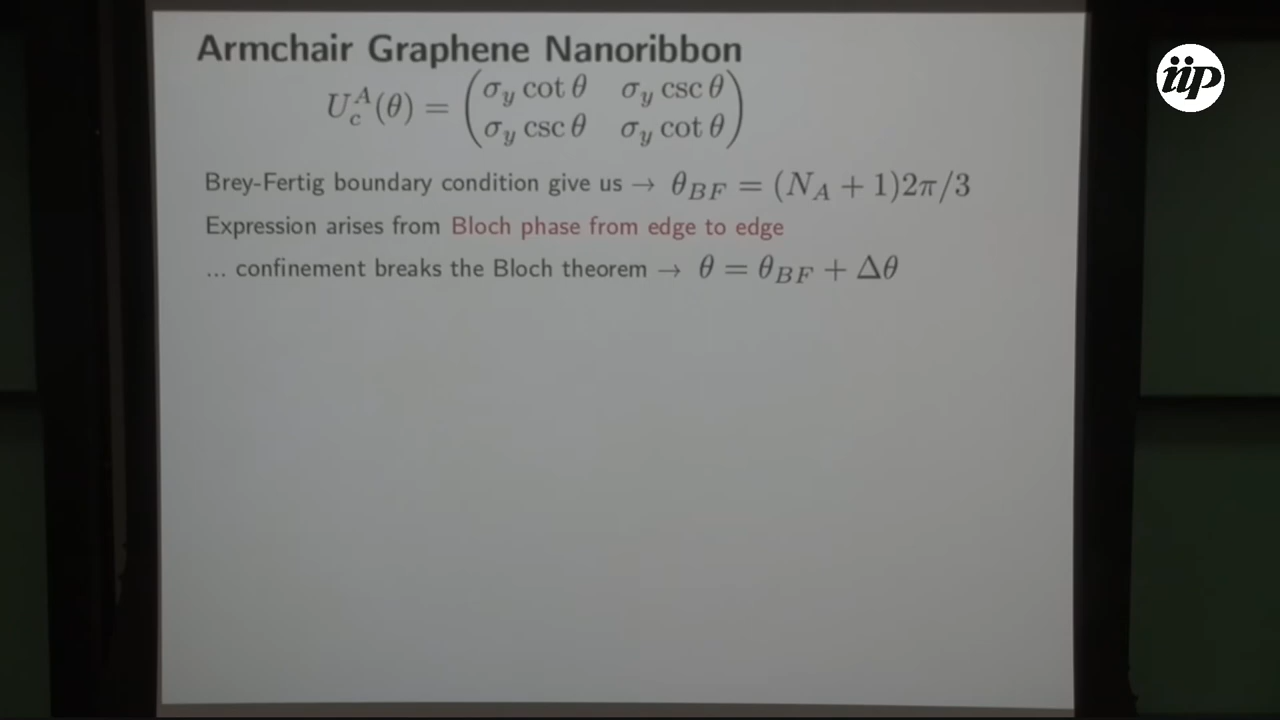 Armchair Graphene Nanoribbon
U_c^A(θ) = (σ_y cot θ  σ_y csc θ
σ_y csc θ  σ_y cot θ)
Brey-Fertig boundary condition give us → θ_BF = (N_A + 1)2π/3
Expression arises from Bloch phase from edge to edge
... confinement breaks the Bloch theorem → θ = θ_BF + Δθ
iip